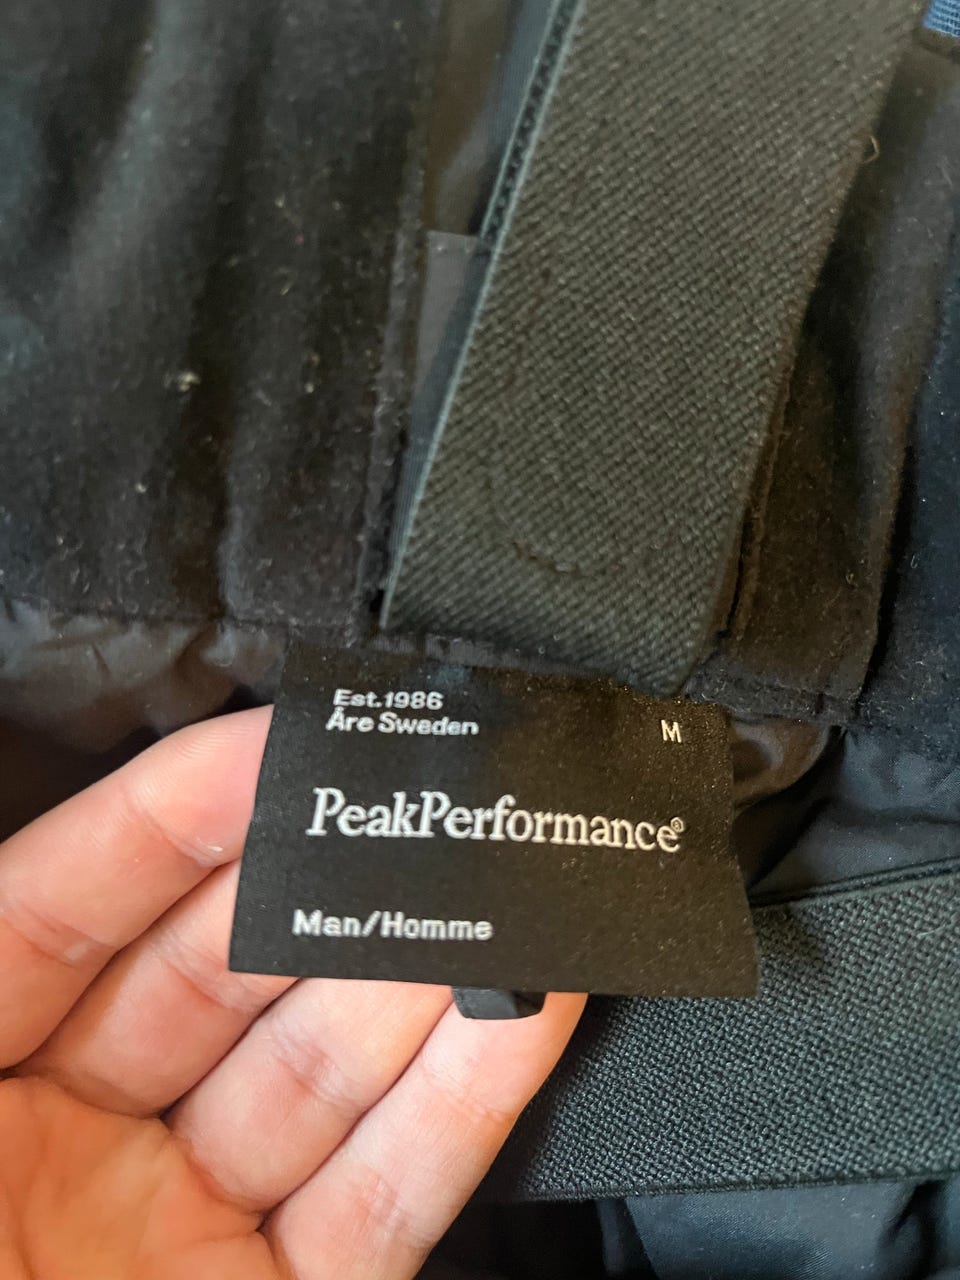 Est.1986
Åre Sweden
M
PeakPerformance®
Man/Homme